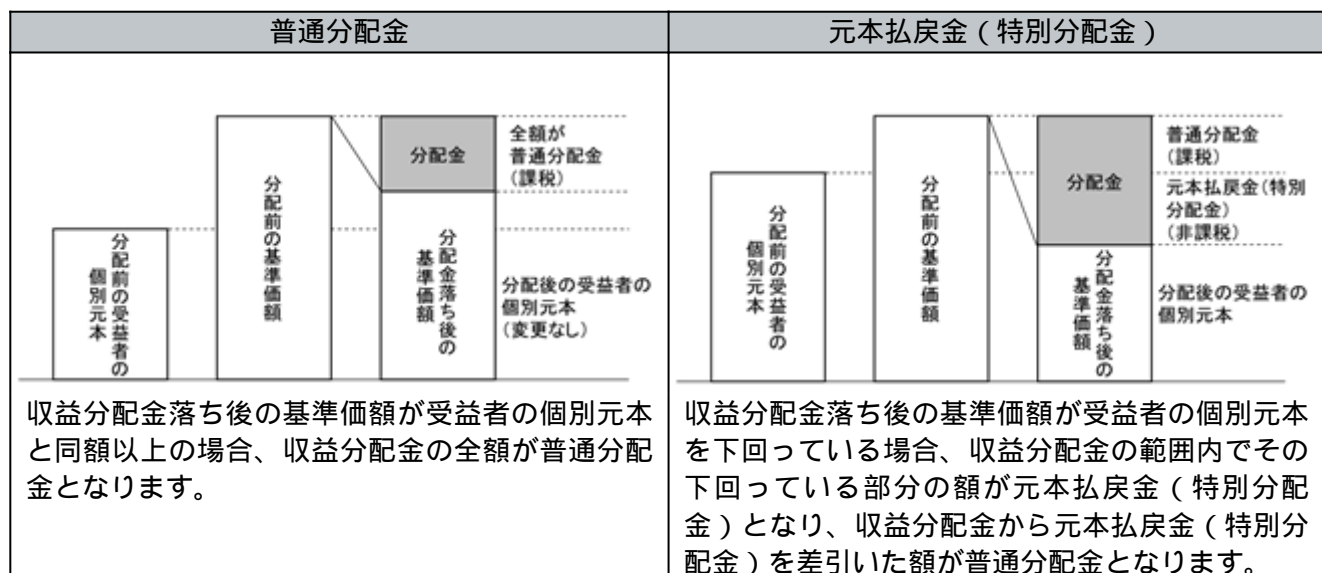 普通分配金
分配前の受益者の
個別元本
分配前の基準価額
分配金
分配金落ち後の
基準価額
全額が
普通分配金
(課税)
分配後の受益者の
個別元本
(変更なし)
収益分配金落ち後の基準価額が受益者の個別元本
と同額以上の場合、収益分配金の全額が普通分配
金となります。
元本払戻金(特別分配金)
分配前の受益者の
個別元本
分配前の基準価額
分配金
分配金落ち後の
基準価額
普通分配金
(課税)
元本払戻金(特別
分配金)
(非課税)
分配後の受益者の
個別元本
収益分配金落ち後の基準価額が受益者の個別元本
を下回っている場合、収益分配金の範囲内でその
下回っている部分の額が元本払戻金(特別分配
金)となり、収益分配金から元本払戻金(特別分
配金)を差引いた額が普通分配金となります。